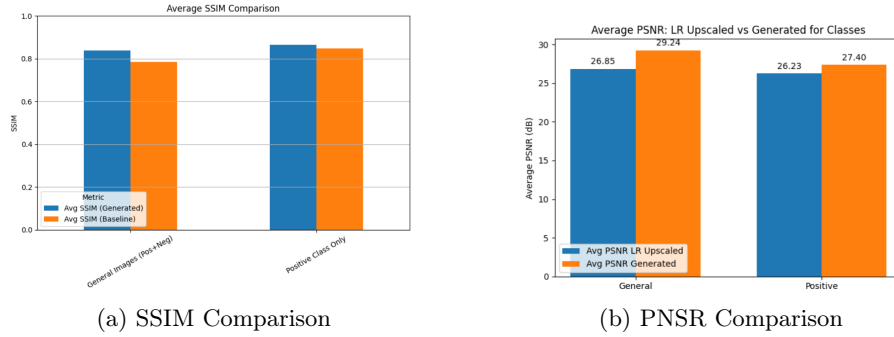 Average SSIM Comparison
1.0
0.8
0.6
0.4
0.2
0.0
SSIM
Metric
Avg SSIM (Generated)
Avg SSIM (Baseline)
General Images (Pos+Neg)
Positive Class Only
(a) SSIM Comparison
Average PSNR: LR Upscaled vs Generated for Classes
30
25
20
15
10
5
0
Average PSNR (dB)
26.85
29.24
26.23
27.40
Avg PSNR LR Upscaled
Avg PSNR Generated
General
Positive
(b) PNSR Comparison